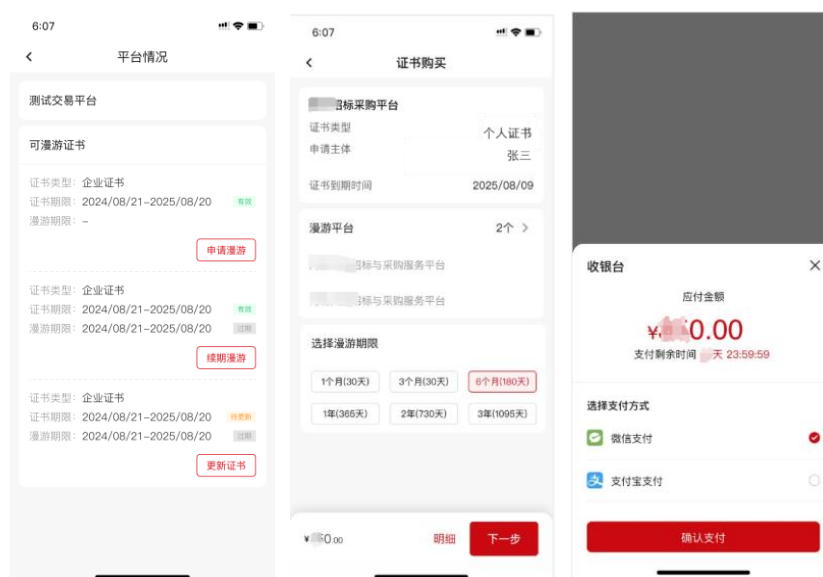 6:07
平台情况
测试交易平台
可漫游证书
证书类型: 企业证书
证书期限: 2024/08/21-2025/08/20 有效
漫游期限: -
申请漫游
证书类型: 企业证书
证书期限: 2024/08/21-2025/08/20 有效
漫游期限: 2024/08/21-2025/08/20 过期
续期漫游
证书类型: 企业证书
证书期限: 2024/08/21-2025/08/20 待更新
漫游期限: 2024/08/21-2025/08/20 过期
更新证书
6:07
证书购买
招标采购平台
证书类型 个人证书
申请主体 张三
证书到期时间 2025/08/09
漫游平台 2个
招标与采购服务平台
招标与采购服务平台
选择漫游期限
1个月(30天) 3个月(30天) 6个月(180天)
1年(365天) 2年(730天) 3年(1095天)
¥ 0.00 明细 下一步
收银台
应付金额
¥ 0.00
支付剩余时间 天 23:59:59
选择支付方式
微信支付
支付宝支付
确认支付